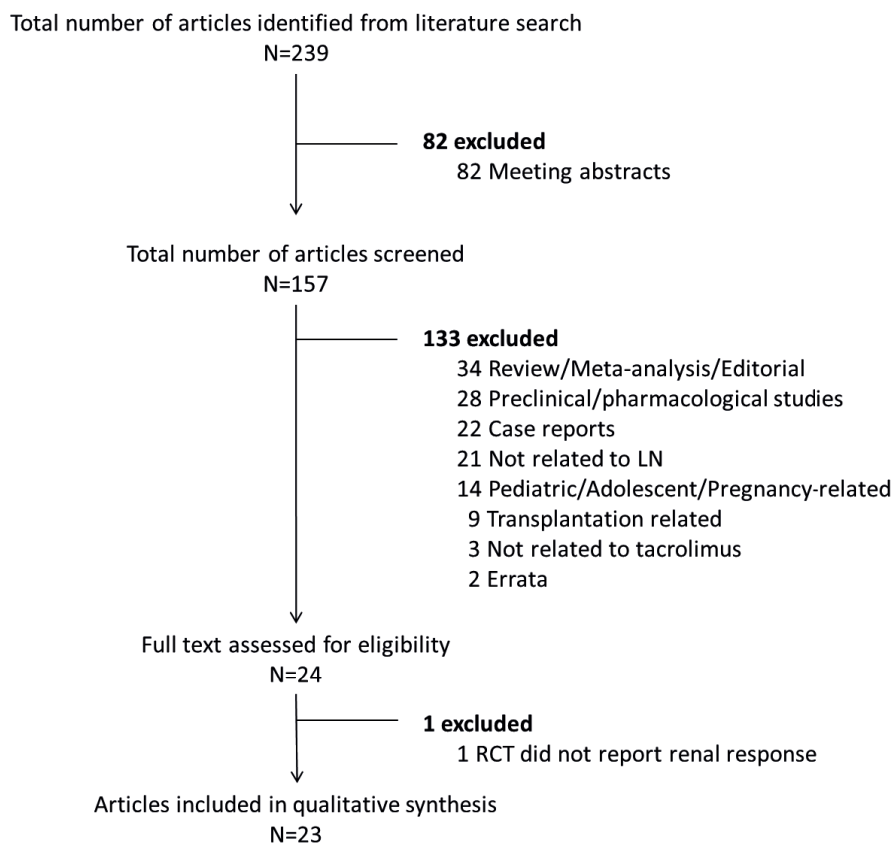 Total number of articles identified from literature search
N=239
82 excluded
82 Meeting abstracts
Total number of articles screened
N=157
133 excluded
34 Review/Meta-analysis/Editorial
28 Preclinical/pharmacological studies
22 Case reports
21 Not related to LN
14 Pediatric/Adolescent/Pregnancy-related
9 Transplantation related
3 Not related to tacrolimus
2 Errata
Full text assessed for eligibility
N=24
1 excluded
1 RCT did not report renal response
Articles included in qualitative synthesis
N=23